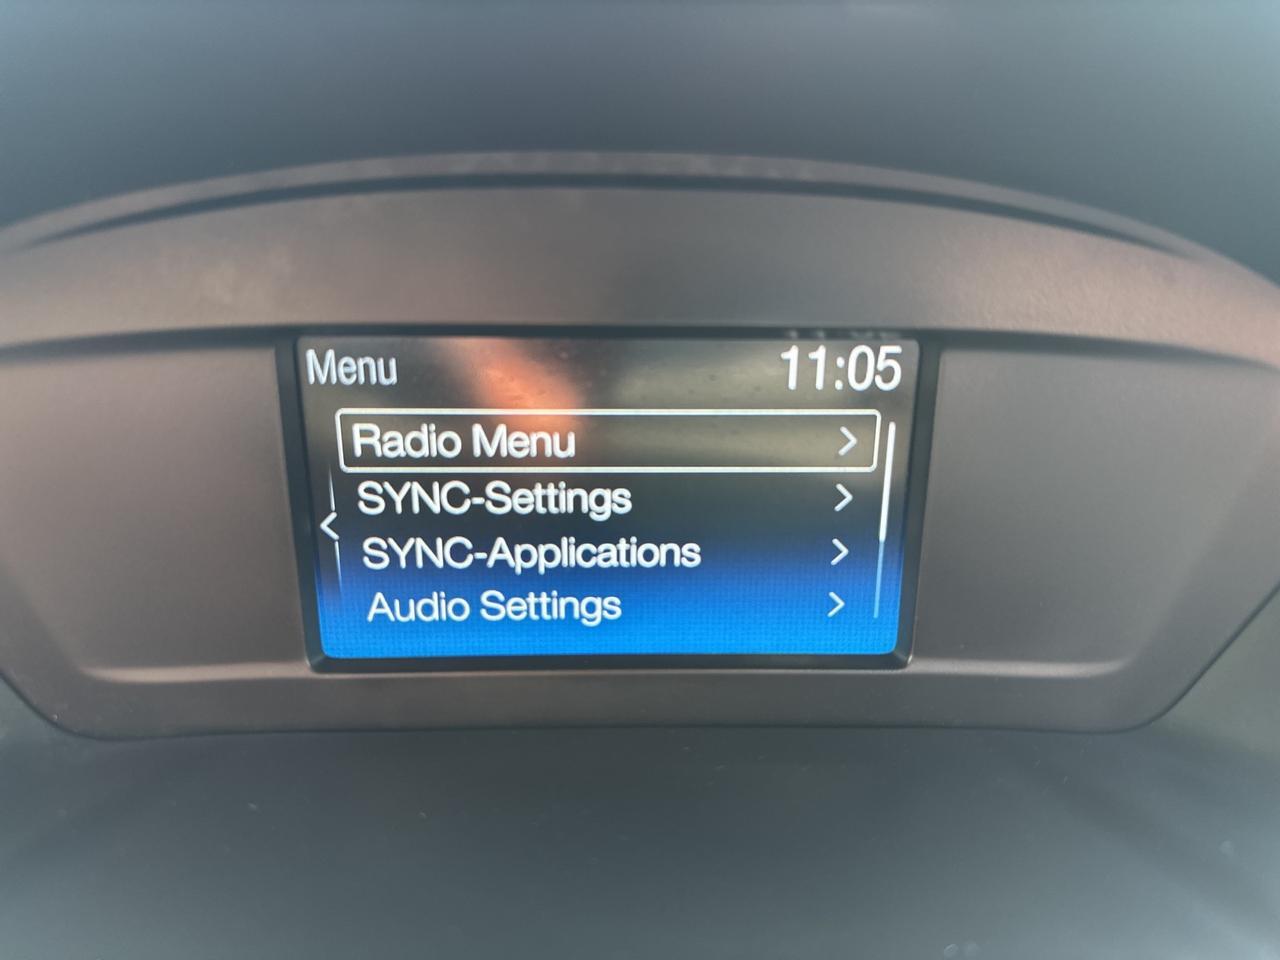 Menu 11:05
Radio Menu
SYNC-Settings
SYNC-Applications
Audio Settings